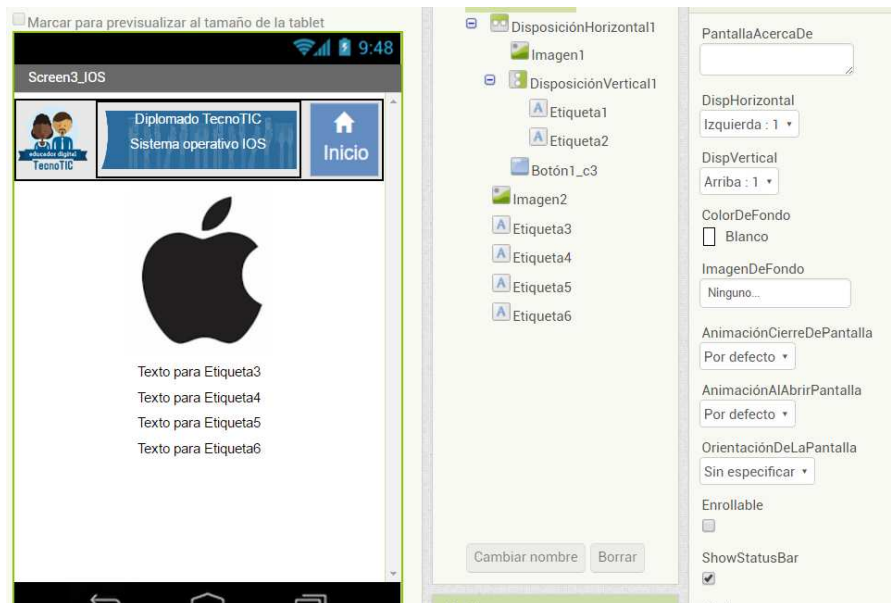 Marcar para previsualizar al tamaño de la tablet
9:48
Screen3_IOS
educador digital
TecnoTIC
Diplomado TecnoTIC
Sistema operativo IOS
Inicio
Texto para Etiqueta3
Texto para Etiqueta4
Texto para Etiqueta5
Texto para Etiqueta6
DisposiciónHorizontal1
Imagen1
DisposiciónVertical1
A Etiqueta1
A Etiqueta2
Botón1_c3
Imagen2
A Etiqueta3
A Etiqueta4
A Etiqueta5
A Etiqueta6
Cambiar nombre Borrar
PantallaAcercaDe
DispHorizontal
Izquierda : 1
DispVertical
Arriba : 1
ColorDeFondo
Blanco
ImagenDeFondo
Ninguno...
AnimaciónCierreDePantalla
Por defecto
AnimaciónAlAbrirPantalla
Por defecto
OrientaciónDeLaPantalla
Sin especificar
Enrollable
ShowStatusBar